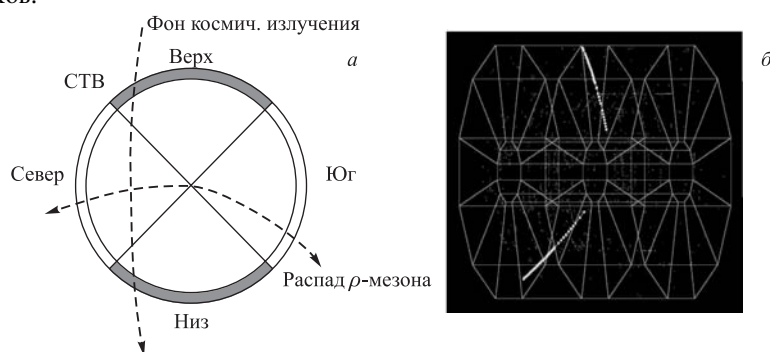 ков.
Фон космич. излучения
Верх
а
б
СТВ
Север
Юг
Распад ρ-мезона
Низ